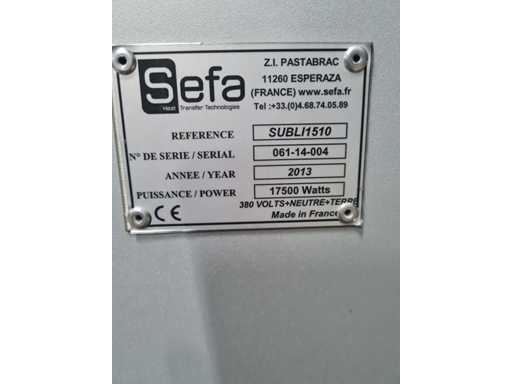 Sefa
Heat Transfer Technologies
Z.I. PASTABRAC
11260 ESPERAZA
(FRANCE) www.sefa.fr
Tel :+33.(0)4.68.74.05.89
REFERENCE SUBLI1510
N° DE SERIE / SERIAL 061-14-004
ANNEE / YEAR 2013
PUISSANCE / POWER 17500 Watts
380 VOLTS+NEUTRE+TERRE
CE Made in France